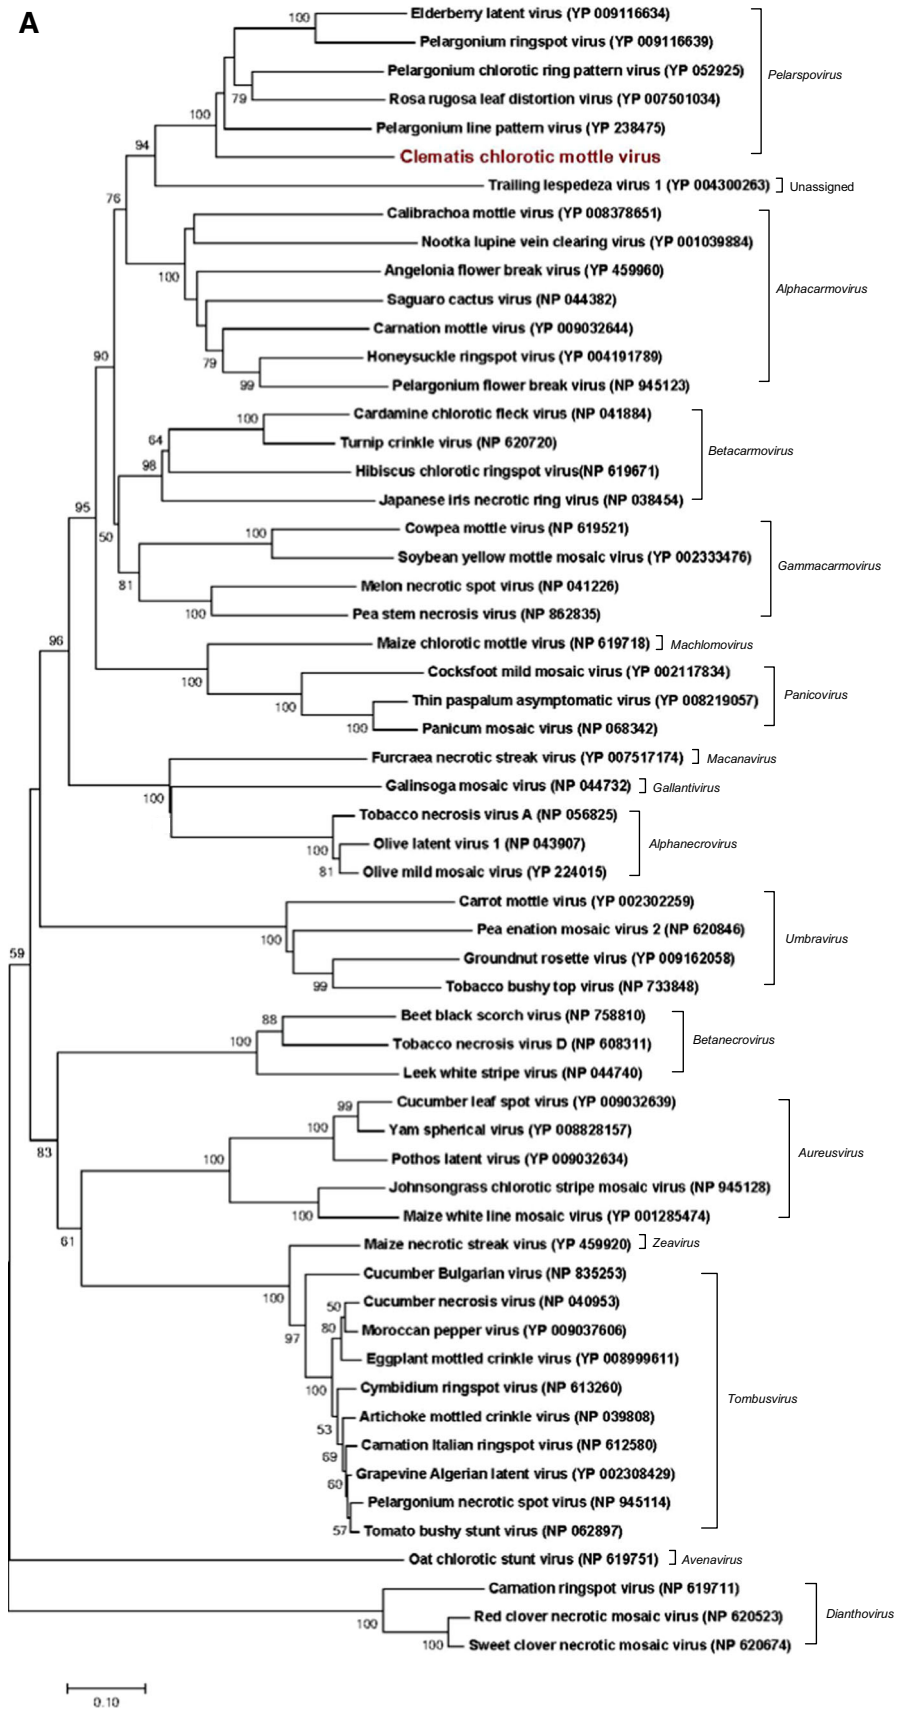 A
100
Elderberry latent virus (YP 009116634)
Pelargonium ringspot virus (YP 009116639)
Pelargonium chlorotic ring pattern virus (YP 052925)
Pelarspovirus
79
Rosa rugosa leaf distortion virus (YP 007501034)
100
Pelargonium line pattern virus (YP 238475)
94
Clematis chlorotic mottle virus
Trailing lespedeza virus 1 (YP 004300263)
Unassigned
76
Calibrachoa mottle virus (YP 008378651)
Nootka lupine vein clearing virus (YP 001039884)
100
Angelonia flower break virus (YP 459960)
Alphacarmovirus
Saguaro cactus virus (NP 044382)
Carnation mottle virus (YP 009032644)
90
79
Honeysuckle ringspot virus (YP 004191789)
99
Pelargonium flower break virus (NP 945123)
100
Cardamine chlorotic fleck virus (NP 041884)
64
Turnip crinkle virus (NP 620720)
Betacarmovirus
98
Hibiscus chlorotic ringspot virus(NP 619671)
Japanese iris necrotic ring virus (NP 038454)
95
50
100
Cowpea mottle virus (NP 619521)
Soybean yellow mottle mosaic virus (YP 002333476)
Gammacarmovirus
81
Melon necrotic spot virus (NP 041226)
100
Pea stem necrosis virus (NP 862835)
96
Maize chlorotic mottle virus (NP 619718)
Machlomovirus
100
Cocksfoot mild mosaic virus (YP 002117834)
100
Thin paspalum asymptomatic virus (YP 008219057)
Panicovirus
100
Panicum mosaic virus (NP 068342)
Furcraea necrotic streak virus (YP 007517174)
Macanavirus
100
Galinsoga mosaic virus (NP 044732)
Gallantivirus
Tobacco necrosis virus A (NP 056825)
100
Olive latent virus 1 (NP 043907)
Alphanecrovirus
81
Olive mild mosaic virus (YP 224015)
Carrot mottle virus (YP 002302259)
100
Pea enation mosaic virus 2 (NP 620846)
Umbravirus
59
Groundnut rosette virus (YP 009162058)
99
Tobacco bushy top virus (NP 733848)
88
Beet black scorch virus (NP 758810)
100
Tobacco necrosis virus D (NP 608311)
Betanecrovirus
Leek white stripe virus (NP 044740)
99
Cucumber leaf spot virus (YP 009032639)
100
Yam spherical virus (YP 008828157)
83
100
Pothos latent virus (YP 009032634)
Aureusvirus
Johnsongrass chlorotic stripe mosaic virus (NP 945128)
100
Maize white line mosaic virus (YP 001285474)
61
Maize necrotic streak virus (YP 459920)
Zeavirus
Cucumber Bulgarian virus (NP 835253)
100
50
Cucumber necrosis virus (NP 040953)
97
80
Moroccan pepper virus (YP 009037606)
Eggplant mottled crinkle virus (YP 008999611)
100
Cymbidium ringspot virus (NP 613260)
Tombusvirus
Artichoke mottled crinkle virus (NP 039808)
53
Carnation Italian ringspot virus (NP 612580)
69
Grapevine Algerian latent virus (YP 002308429)
60
Pelargonium necrotic spot virus (NP 945114)
57
Tomato bushy stunt virus (NP 062897)
Oat chlorotic stunt virus (NP 619751)
Avenavirus
Carnation ringspot virus (NP 619711)
100
Red clover necrotic mosaic virus (NP 620523)
Dianthovirus
100
Sweet clover necrotic mosaic virus (NP 620674)
0.10